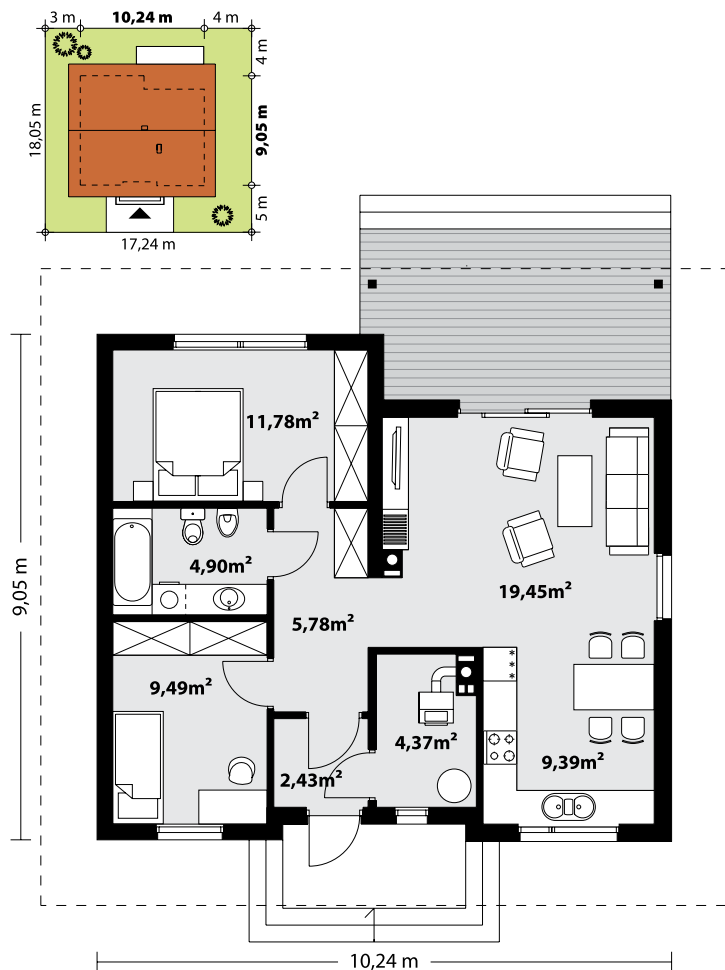 3 m
10,24 m
4 m
4 m
18,05 m
9,05 m
5 m
17,24 m
11,78m²
4,90m²
19,45m²
5,78m²
9,49m²
4,37m²
2,43m²
9,39m²
9,05 m
10,24 m